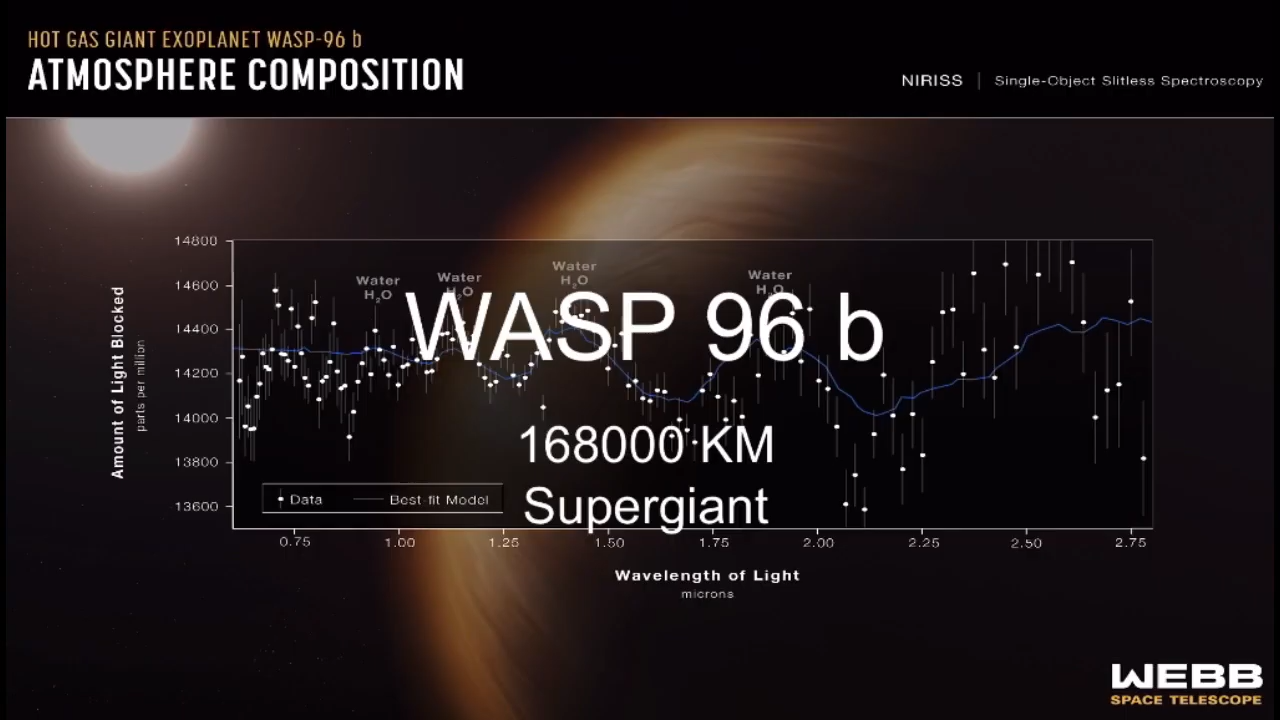 HOT GAS GIANT EXOPLANET WASP-96 b
ATMOSPHERE COMPOSITION
NIRISS | Single-Object Slitless Spectroscopy
14800
14600
14400
14200
14000
13800
13600
Amount of Light Blocked
parts per million
Water
H₂O
Water
H₂O
Water
H₂O
Water
H₂O
WASP 96 b
168000 KM
Supergiant
Data
Best-fit Model
0.75 1.00 1.25 1.50 1.75 2.00 2.25 2.50 2.75
Wavelength of Light
microns
WEBB
SPACE TELESCOPE